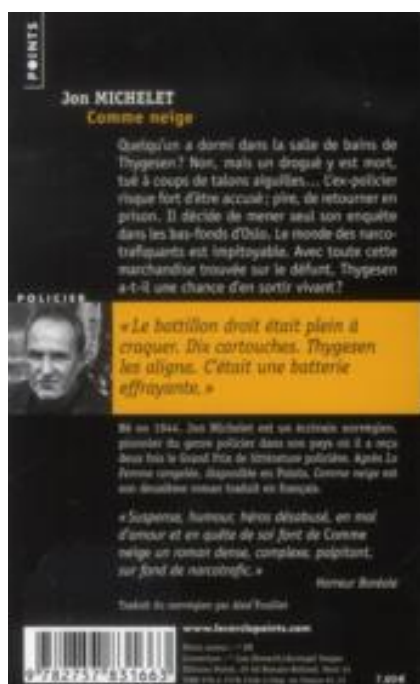 POINTS
Jon MICHELET
Comme neige
Quelqu'un a dormi dans la salle de bains de
Thygesen ? Non, mais un drogué y est mort,
tué à coups de talons aiguilles... L'ex-policier
risque fort d'être accusé ; pire, de retourner en
prison. Il décide de mener seul son enquête
dans les bas-fonds d'Oslo. Le monde des narco-
trafiquants est impitoyable. Avec toute cette
marchandise trouvée sur le défunt, Thygesen
a-t-il une chance d'en sortir vivant ?
POLICIER
« Le bottillon droit était plein à
craquer. Dix cartouches. Thygesen
les aligna. C'était une batterie
effrayante. »
Né en 1944, Jon Michelet est un écrivain norvégien,
pionnier du genre policier dans son pays où il a reçu
deux fois le Grand Prix de littérature policière. Après La
Femme congelée, disponible en Points, Comme neige est
son deuxième roman traduit en français.
« Suspense, humour, héros désabusé, en mal
d'amour et en quête de soi font de Comme
neige un roman dense, complexe, palpitant,
sur fond de narcotrafic. »
Horreur Boréale
Traduit du norvégien par
www.lecerclepoints.com
9 782757 831663